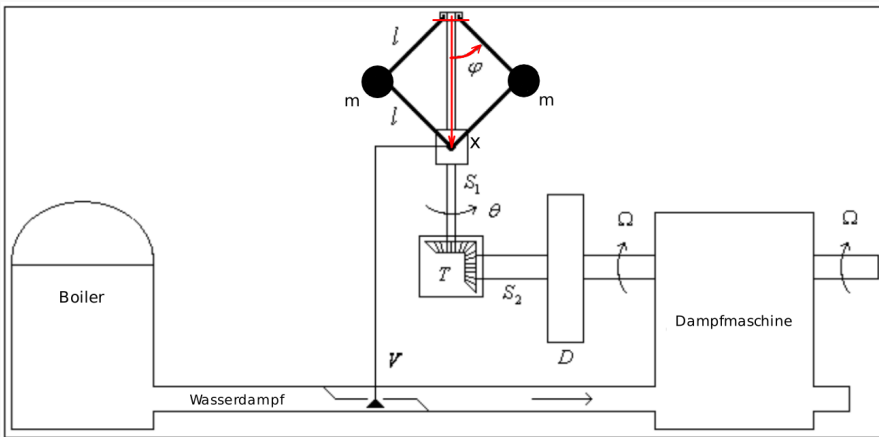 l
φ
m
m
l
x
S₁
θ
Ω
Ω
T
S₂
Boiler
Dampfmaschine
D
V
Wasserdampf